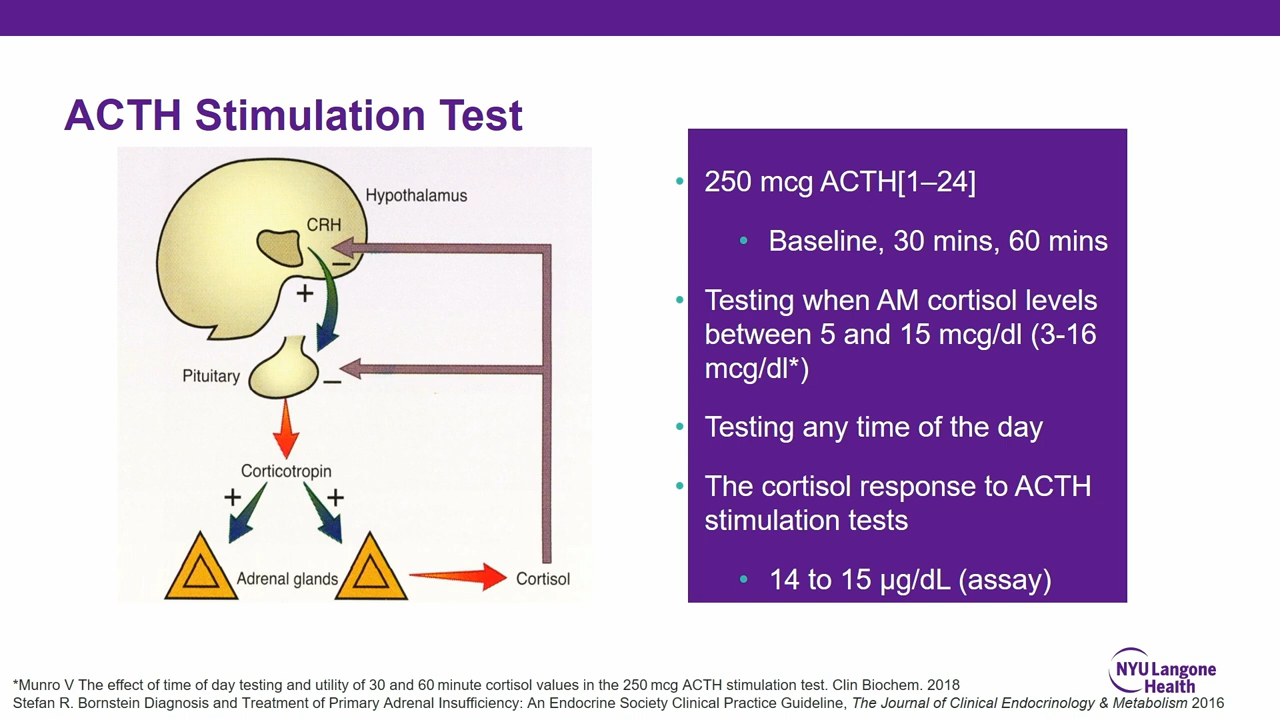 ACTH Stimulation Test
Hypothalamus
CRH
−
+
Pituitary
−
Corticotropin
+ +
Adrenal glands
Cortisol
• 250 mcg ACTH[1–24]
• Baseline, 30 mins, 60 mins
• Testing when AM cortisol levels
between 5 and 15 mcg/dl (3-16
mcg/dl*)
• Testing any time of the day
• The cortisol response to ACTH
stimulation tests
• 14 to 15 µg/dL (assay)
NYU Langone
Health
*Munro V The effect of time of day testing and utility of 30 and 60 minute cortisol values in the 250 mcg ACTH stimulation test. Clin Biochem. 2018
Stefan R. Bornstein Diagnosis and Treatment of Primary Adrenal Insufficiency: An Endocrine Society Clinical Practice Guideline, The Journal of Clinical Endocrinology & Metabolism 2016